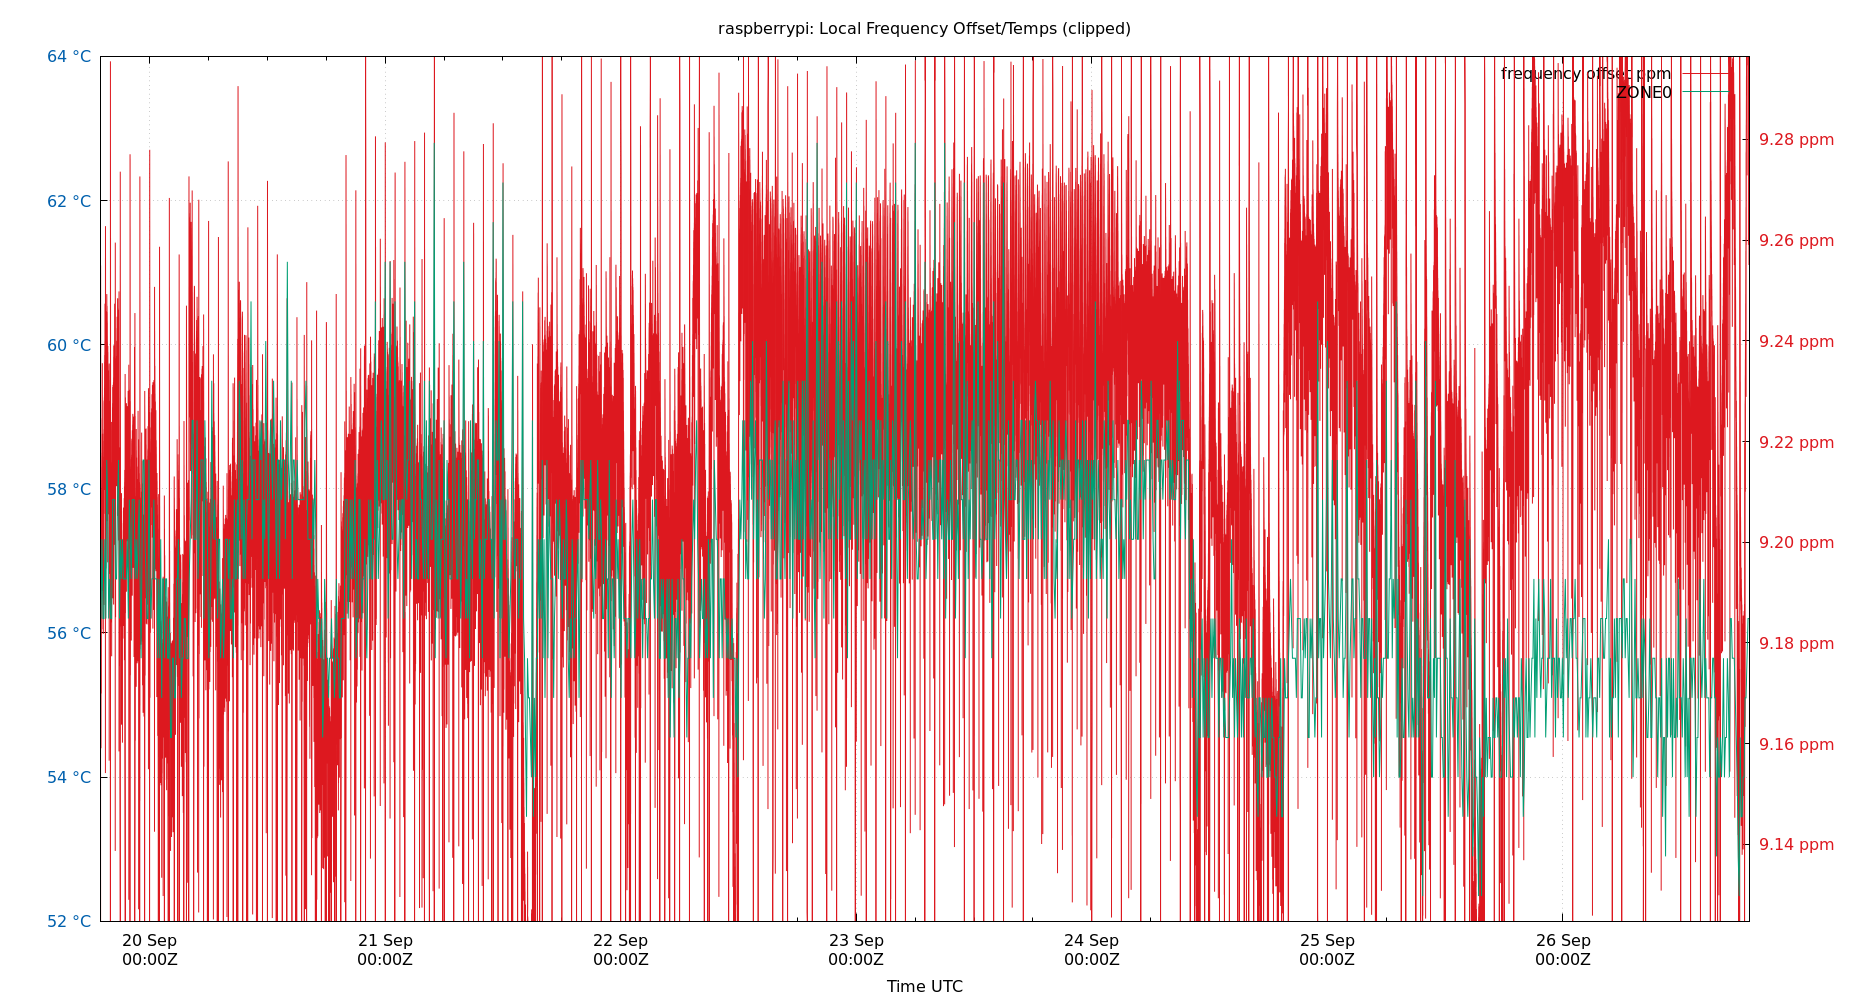 raspberrypi: Local Frequency Offset/Temps (clipped)
64 °C
62 °C
60 °C
58 °C
56 °C
54 °C
52 °C
frequency offset ppm
ZONE0
9.28 ppm
9.26 ppm
9.24 ppm
9.22 ppm
9.20 ppm
9.18 ppm
9.16 ppm
9.14 ppm
20 Sep
00:00Z
21 Sep
00:00Z
22 Sep
00:00Z
23 Sep
00:00Z
24 Sep
00:00Z
25 Sep
00:00Z
26 Sep
00:00Z
Time UTC